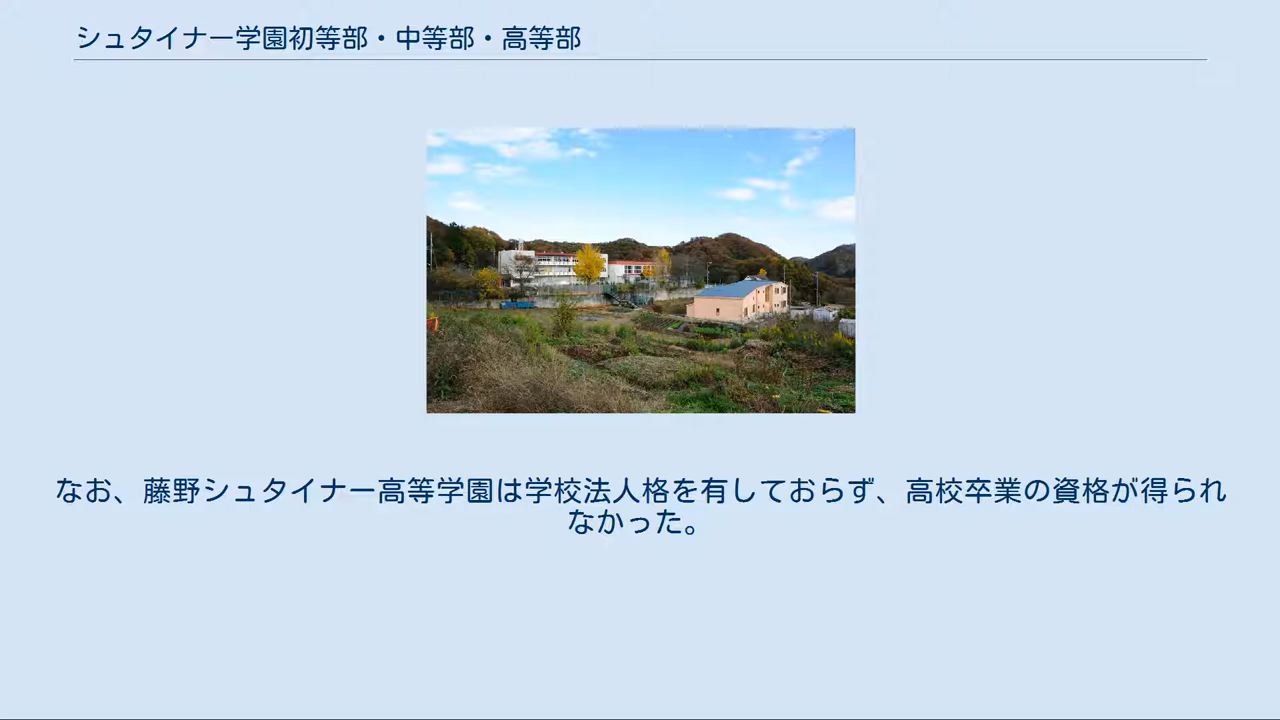 シュタイナー学園初等部・中等部・高等部
なお、藤野シュタイナー高等学園は学校法人格を有しておらず、高校卒業の資格が得られ
なかった。